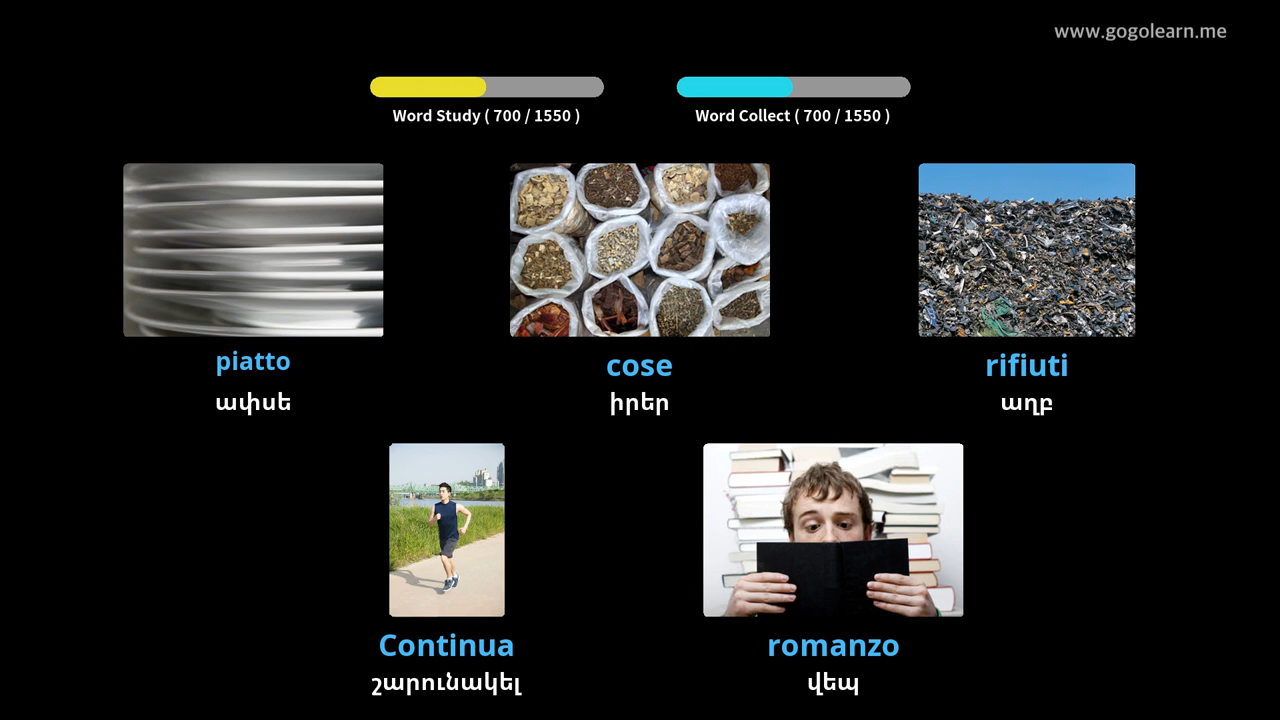 www.gogolearn.me
Word Study ( 700 / 1550 )
Word Collect ( 700 / 1550 )
piatto
ափսե
cose
իրեր
rifiuti
աղբ
Continua
շարունակել
romanzo
վեպ